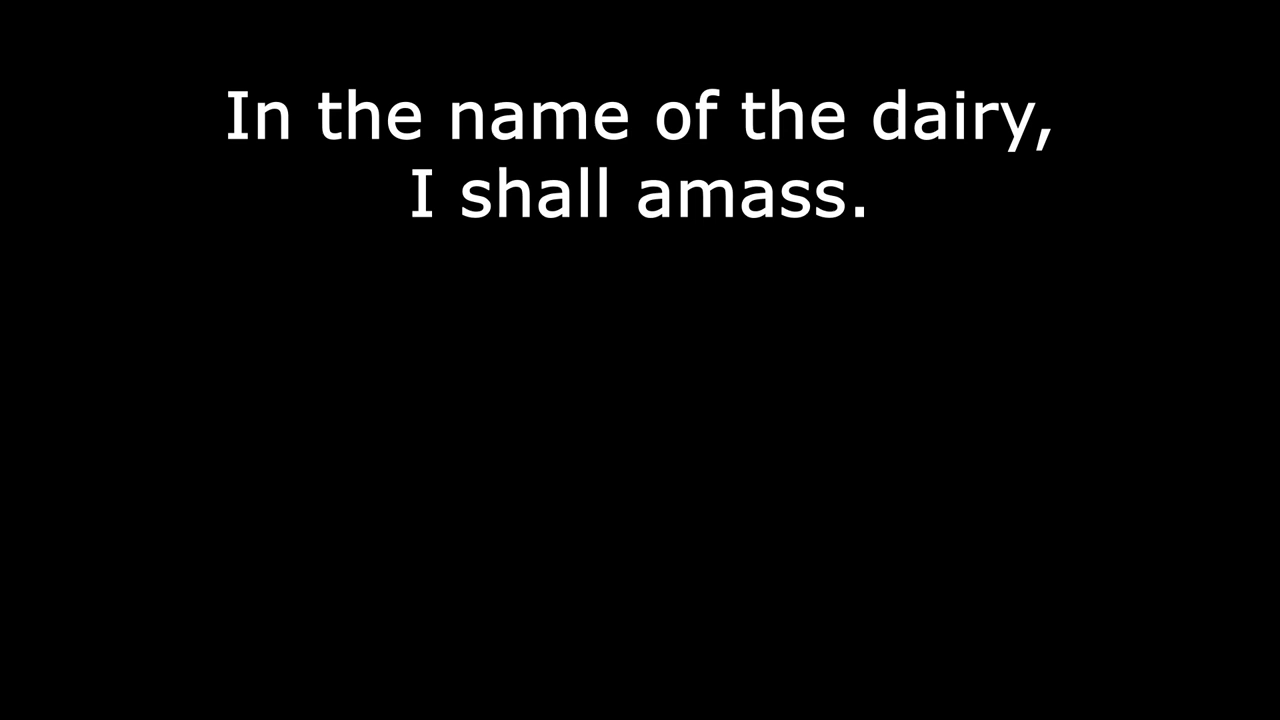 In the name of the dairy,
I shall amass.